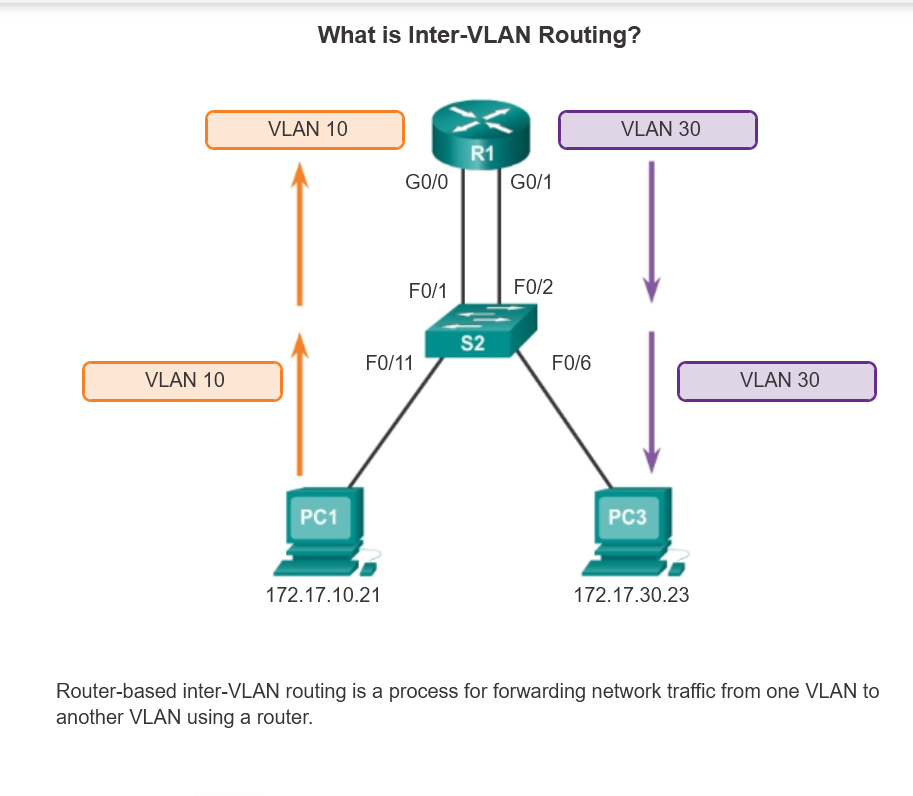 What is Inter-VLAN Routing?
VLAN 10
R1
VLAN 30
G0/0
G0/1
F0/1
F0/2
S2
F0/11
F0/6
VLAN 10
VLAN 30
PC1
PC3
172.17.10.21
172.17.30.23
Router-based inter-VLAN routing is a process for forwarding network traffic from one VLAN to
another VLAN using a router.